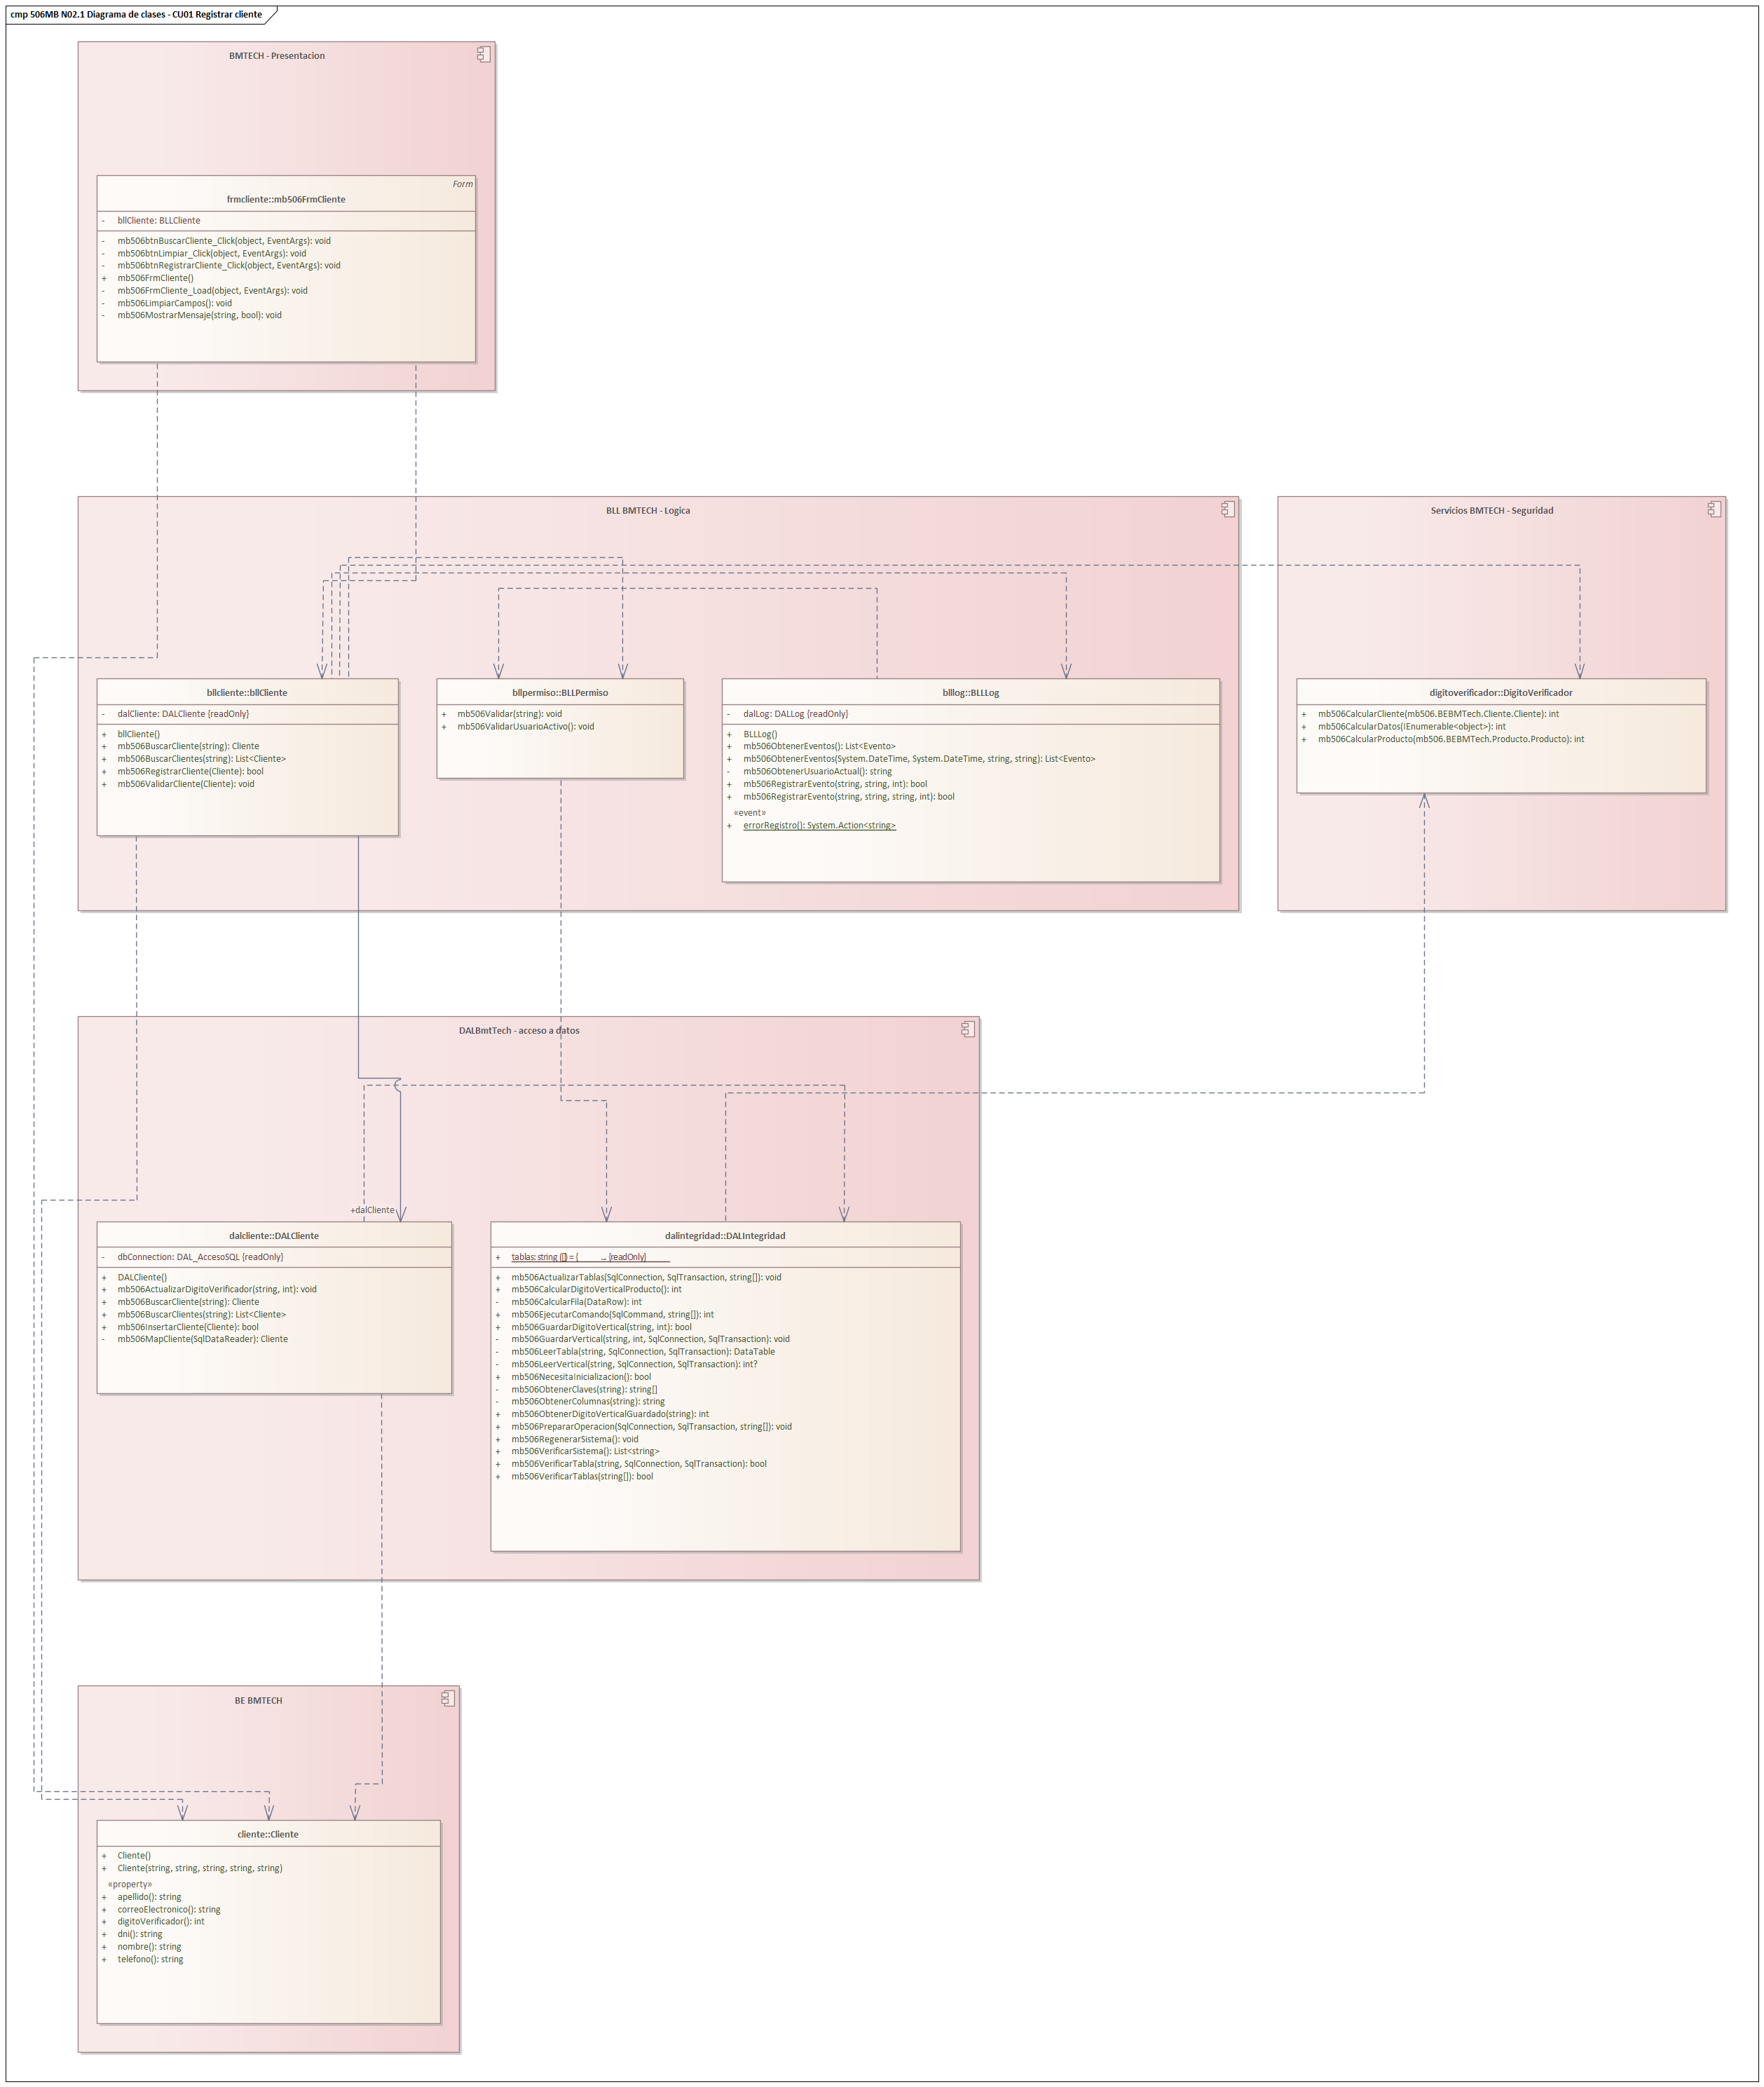 cmp 506MB N02.1 Diagrama de clases - CU01 Registrar cliente
BMTECH - Presentacion
Form
frmcliente::mb506FrmCliente
- bllCliente: BLLCliente
- mb506btnBuscarCliente_Click(object, EventArgs): void
- mb506btnLimpiar_Click(object, EventArgs): void
- mb506btnRegistrarCliente_Click(object, EventArgs): void
+ mb506FrmCliente()
- mb506FrmCliente_Load(object, EventArgs): void
- mb506LimpiarCampos(): void
- mb506MostrarMensaje(string, bool): void
BLL BMTECH - Logica
bllcliente::bllCliente
- dalCliente: DALCliente {readOnly}
+ bllCliente()
+ mb506BuscarCliente(string): Cliente
+ mb506BuscarClientes(string): List<Cliente>
+ mb506RegistrarCliente(Cliente): bool
+ mb506ValidarCliente(Cliente): void
bllpermiso::BLLPermiso
+ mb506Validar(string): void
+ mb506ValidarUsuarioActivo(): void
blllog::BLLLog
- dalLog: DALLog {readOnly}
+ BLLLog()
+ mb506ObtenerEventos(): List<Evento>
+ mb506ObtenerEventos(System.DateTime, System.DateTime, string, string): List<Evento>
- mb506ObtenerUsuarioActual(): string
+ mb506RegistrarEvento(string, string, int): bool
+ mb506RegistrarEvento(string, string, string, int): bool
«event»
+ errorRegistro(): System.Action<string>
Servicios BMTECH - Seguridad
digitoverificador::DigitoVerificador
+ mb506CalcularCliente(mb506.BEBMTech.Cliente.Cliente): int
+ mb506CalcularDatos(IEnumerable<object>): int
+ mb506CalcularProducto(mb506.BEBMTech.Producto.Producto): int
DALBmtTech - acceso a datos
+dalCliente
dalcliente::DALCliente
- dbConnection: DAL_AccesoSQL {readOnly}
+ DALCliente()
+ mb506ActualizarDigitoVerificador(string, int): void
+ mb506BuscarCliente(string): Cliente
+ mb506BuscarClientes(string): List<Cliente>
+ mb506InsertarCliente(Cliente): bool
- mb506MapCliente(SqlDataReader): Cliente
dalintegridad::DALIntegridad
+ tablas: string ([]) = { ... {readOnly}
+ mb506ActualizarTablas(SqlConnection, SqlTransaction, string[]): void
+ mb506CalcularDigitoVerticalProducto(): int
- mb506CalcularFila(DataRow): int
+ mb506EjecutarComando(SqlCommand, string[]): int
+ mb506GuardarDigitoVertical(string, int): bool
- mb506GuardarVertical(string, int, SqlConnection, SqlTransaction): void
- mb506LeerTabla(string, SqlConnection, SqlTransaction): DataTable
- mb506LeerVertical(string, SqlConnection, SqlTransaction): int?
+ mb506NecesitaInicializacion(): bool
- mb506ObtenerClaves(string): string[]
- mb506ObtenerColumnas(string): string
+ mb506ObtenerDigitoVerticalGuardado(string): int
+ mb506PrepararOperacion(SqlConnection, SqlTransaction, string[]): void
+ mb506RegenerarSistema(): void
+ mb506VerificarSistema(): List<string>
+ mb506VerificarTabla(string, SqlConnection, SqlTransaction): bool
+ mb506VerificarTablas(string[]): bool
BE BMTECH
cliente::Cliente
+ Cliente()
+ Cliente(string, string, string, string, string)
«property»
+ apellido(): string
+ correoElectronico(): string
+ digitoVerificador(): int
+ dni(): string
+ nombre(): string
+ telefono(): string